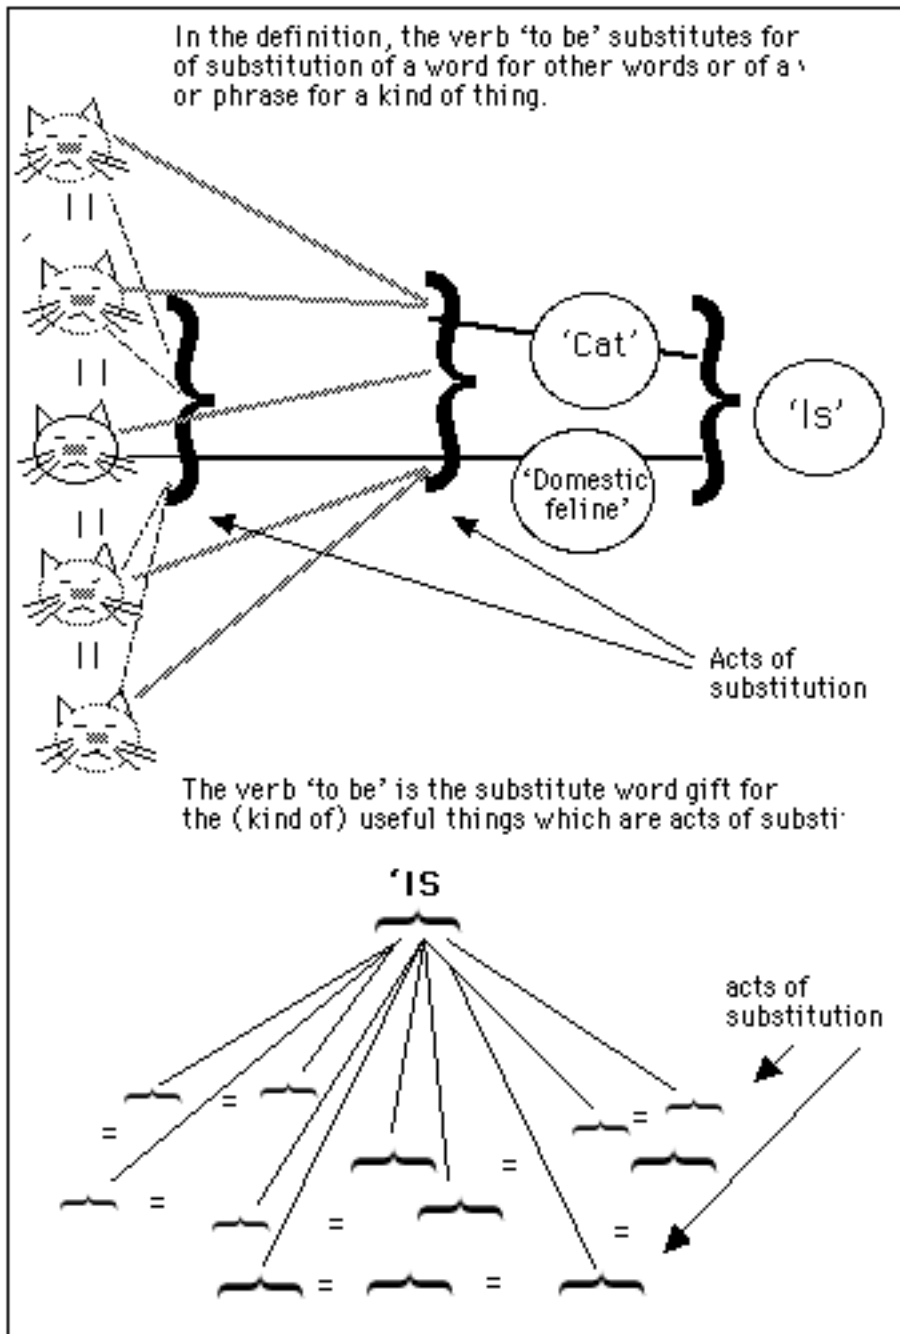 In the definition, the verb ‘to be’ substitutes for
of substitution of a word for other words or of a
or phrase for a kind of thing.
‘Cat’
‘Is’
‘Domestic
feline’
Acts of
substitution
The verb ‘to be’ is the substitute word gift for
the (kind of) useful things which are acts of substi
‘IS
acts of
substitution
=
=
=
=
=
=
=
=
=